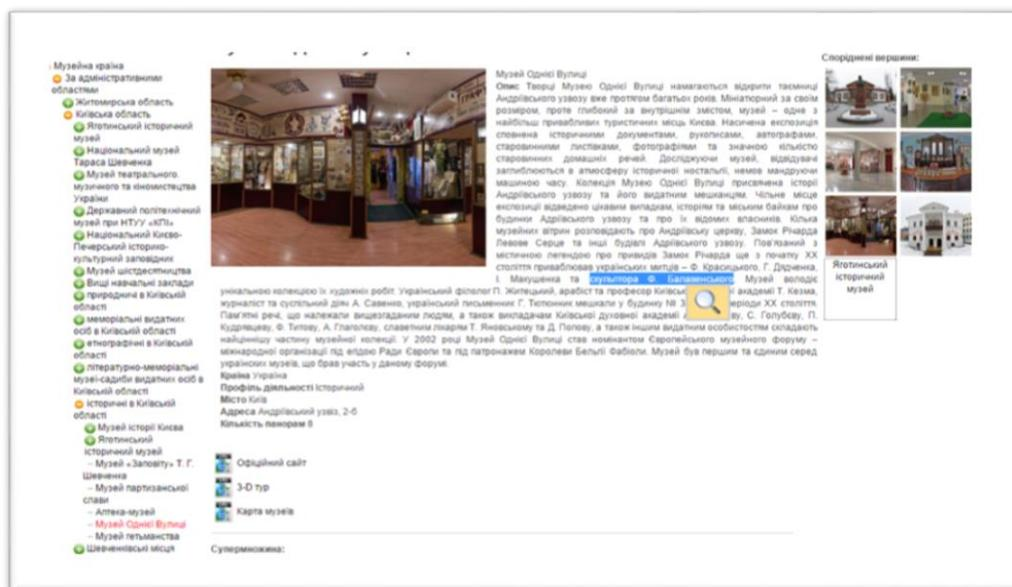 Музейна країна
За адміністративними
областями
Житомирська область
Київська область
Яготинський історичний
музей
Національний музей
Тараса Шевченка
Музей театрального,
музичного та кіномистецтва
України
Державний політехнічний
музей при НТУУ «КПІ»
Національний Києво-
Печерський історико-
культурний заповідник
Музей шістдесятництва
Вищі навчальні заклади
природничі в Київській
області
меморіальні видатних
осіб в Київській області
етнографічні в Київській
області
літературно-меморіальні
музеї-садиби видатних осіб в
Київській області
історичні в Київській
області
Музей історії Києва
Яготинський
історичний музей
Музей «Заповіту» Т. Г.
Шевченка
Музей партизанської
слави
Аптека-музей
Музей Однієї Вулиці
Музей гетьманства
Шевченківські місця
Музей Однієї Вулиці
Опис Творці Музею Однієї Вулиці намагаються відкрити таємниці
Андріївського узвозу вже протягом багатьох років. Мініатюрний за своїм
розміром, проте глибокий за внутрішнім змістом, музей – одне з
найбільш привабливих туристичних місць Києва. Насичена експозиція
сповнена історичними документами, рукописами, автографами,
старовинними листівками, фотографіями та значною кількістю
старовинних домашніх речей. Досліджуючи музей, відвідувачі
заглиблюються в атмосферу історичної ностальгії, немов мандруючи
машиною часу. Колекція Музею Однієї Вулиці присвячена історії
Андріївського узвозу та його видатним мешканцям. Чільне місце
експозиції відведено цікавим випадкам, історіям та міським байкам про
будинки Адріївського узвозу та про їх відомих власників. Кілька
музейних вітрин розповідають про Андріївську церкву, Замок Річарда
Левове Серце та інші будівлі Адріївського узвозу. Пов'язаний з
містичною легендою про привидів Замок Річарда ще з початку XX
століття приваблював українських митців – Ф. Красицького, Г. Дядченка,
І. Макушенка та скульптора Ф. Балавенського. Музей володіє
унікальною колекцією їх художніх робіт. Український філолог П. Житецький, арабіст та професор Київськ ї академії Т. Кезма,
журналіст та суспільний діяч А. Савенко, український письменник Г. Тютюнник мешкали у будинку № періоди XX століття.
Пам'ятні речі, що належали вищезгаданим людям, а також викладачам Київської духовної академії ву, С. Голубєву, П.
Кудрявцеву, Ф. Титову, А. Глаголєву, славетним лікарям Т. Яновському та Д. Попову, а також іншим видатним особистостям складають
найціннішу частину музейної колекції. У 2002 році Музей Однієї Вулиці став номінантом Європейського музейного форуму –
міжнародної організації під егідою Ради Європи та під патронажем Королеви Бельгії Фабіоли. Музей був першим та єдиним серед
українских музеїв, що брав участь у даному форумі.
Країна Україна
Профіль діяльності Історичний
Місто Київ
Адреса Андріївський узвіз, 2-б
Кількість панорам 8
Офіційний сайт
3-D тур
Карта музеїв
Супермножина:
Споріднені вершини:
Яготинський
історичний
музей